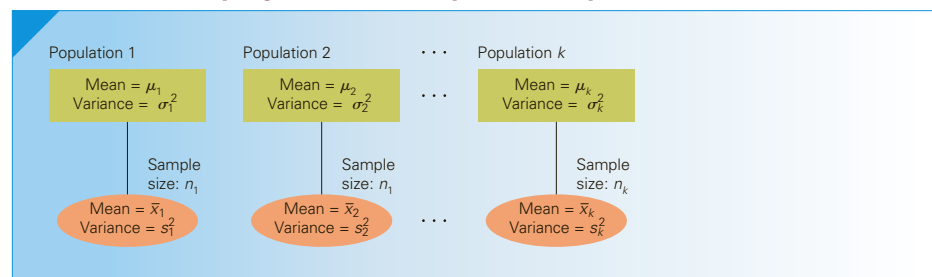 Population 1
Population 2
· · ·
Population k
Mean = μ₁
Variance = σ₁²
Mean = μ₂
Variance = σ₂²
· · ·
Mean = μₖ
Variance = σₖ²
Sample
size: n₁
Sample
size: n₁
Sample
size: nₖ
Mean = x̄₁
Variance = s₁²
Mean = x̄₂
Variance = s₂²
· · ·
Mean = x̄ₖ
Variance = sₖ²